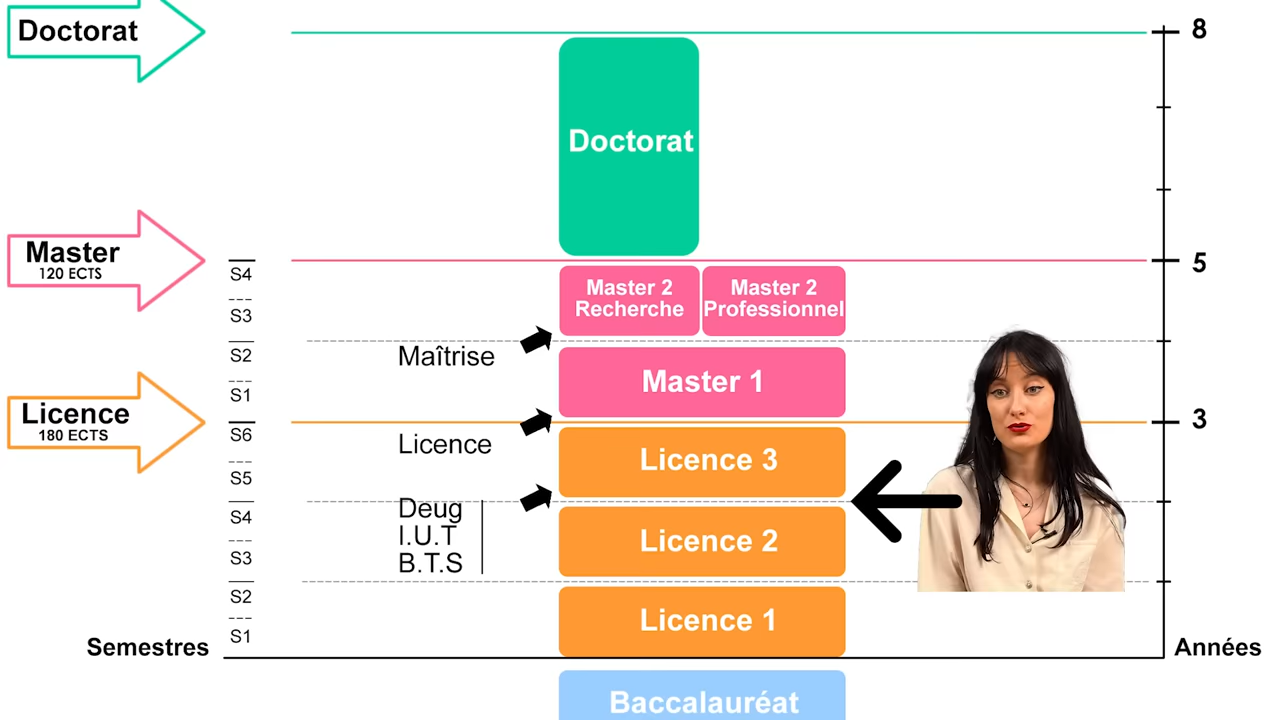 Doctorat
8
Doctorat
Master
120 ECTS
5
S4
Master 2
Recherche
Master 2
Professionnel
S3
Maîtrise
S2
Master 1
S1
Licence
180 ECTS
3
S6
Licence
Licence 3
S5
Deug
I.U.T
B.T.S
S4
Licence 2
S3
S2
Licence 1
S1
Semestres
Années
Baccalauréat